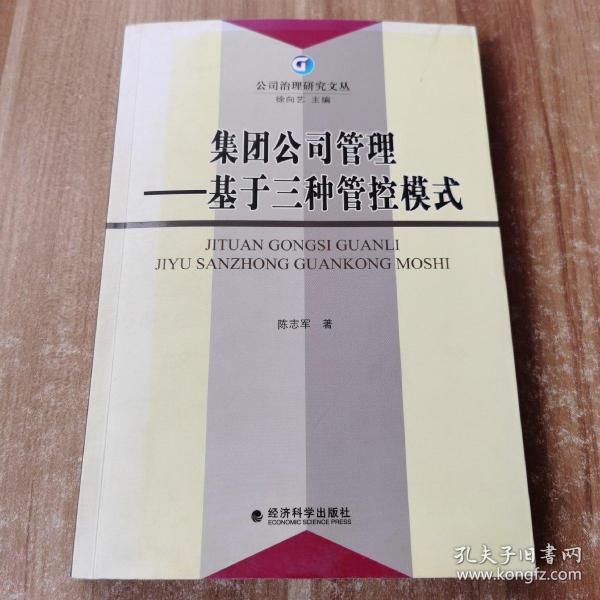 公司治理研究文丛
徐向艺 主编
集团公司管理
——基于三种管控模式
JITUAN GONGSI GUANLI
JIYU SANZHONG GUANKONG MOSHI
陈志军 著
经济科学出版社
ECONOMIC SCIENCE PRESS
孔夫子旧書网
www.kongfz.com